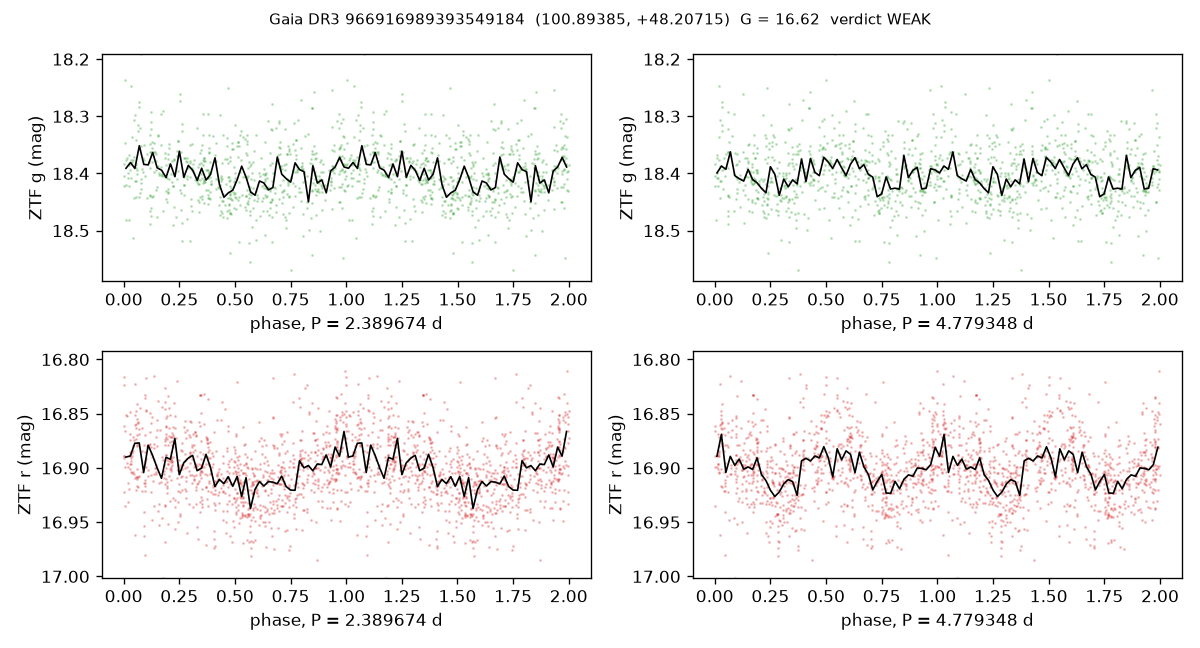 Gaia DR3 966916989393549184 (100.89385, +48.20715) G = 16.62 verdict WEAK
18.2
18.3
18.4
18.5
ZTF g (mag)
0.00 0.25 0.50 0.75 1.00 1.25 1.50 1.75 2.00
phase, P = 2.389674 d
18.2
18.3
18.4
18.5
ZTF g (mag)
0.00 0.25 0.50 0.75 1.00 1.25 1.50 1.75 2.00
phase, P = 4.779348 d
16.80
16.85
16.90
16.95
17.00
ZTF r (mag)
0.00 0.25 0.50 0.75 1.00 1.25 1.50 1.75 2.00
phase, P = 2.389674 d
16.80
16.85
16.90
16.95
17.00
ZTF r (mag)
0.00 0.25 0.50 0.75 1.00 1.25 1.50 1.75 2.00
phase, P = 4.779348 d